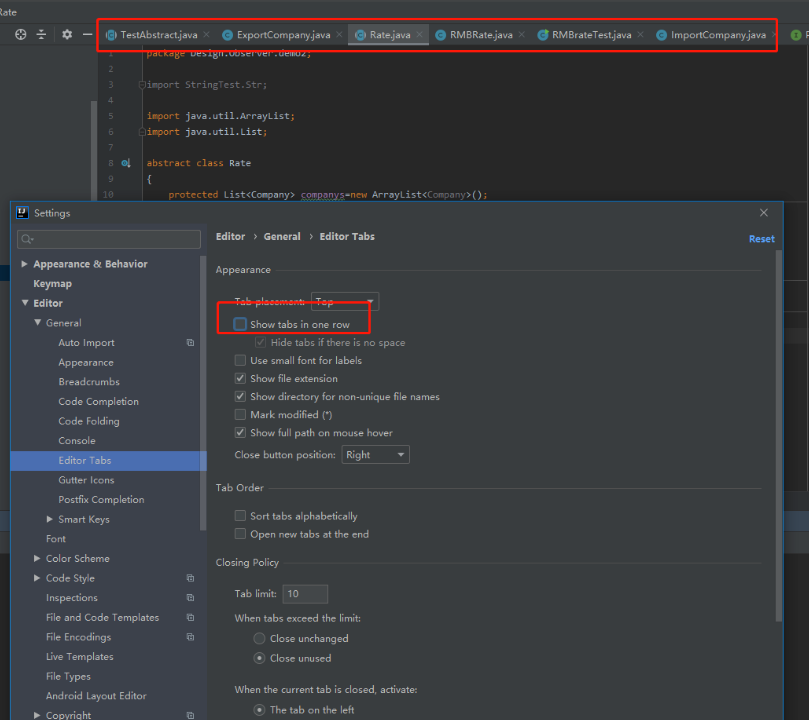 Rate
TestAbstract.java
ExportCompany.java
Rate.java
RMBRate.java
RMBrateTest.java
ImportCompany.java
1 package Design.Observer.demo2;
2
3 import StringTest.Str;
4
5 import java.util.ArrayList;
6 import java.util.List;
7
8 abstract class Rate
9 {
10 protected List<Company> companys=new ArrayList<Company>();
Settings
Editor › General › Editor Tabs
Reset
Appearance & Behavior
Keymap
Editor
General
Auto Import
Appearance
Breadcrumbs
Code Completion
Code Folding
Console
Editor Tabs
Gutter Icons
Postfix Completion
Smart Keys
Font
Color Scheme
Code Style
Inspections
File and Code Templates
File Encodings
Live Templates
File Types
Android Layout Editor
Copyright
Appearance
Tab placement: Top
Show tabs in one row
Hide tabs if there is no space
Use small font for labels
Show file extension
Show directory for non-unique file names
Mark modified (*)
Show full path on mouse hover
Close button position: Right
Tab Order
Sort tabs alphabetically
Open new tabs at the end
Closing Policy
Tab limit: 10
When tabs exceed the limit:
Close unchanged
Close unused
When the current tab is closed, activate:
The tab on the left